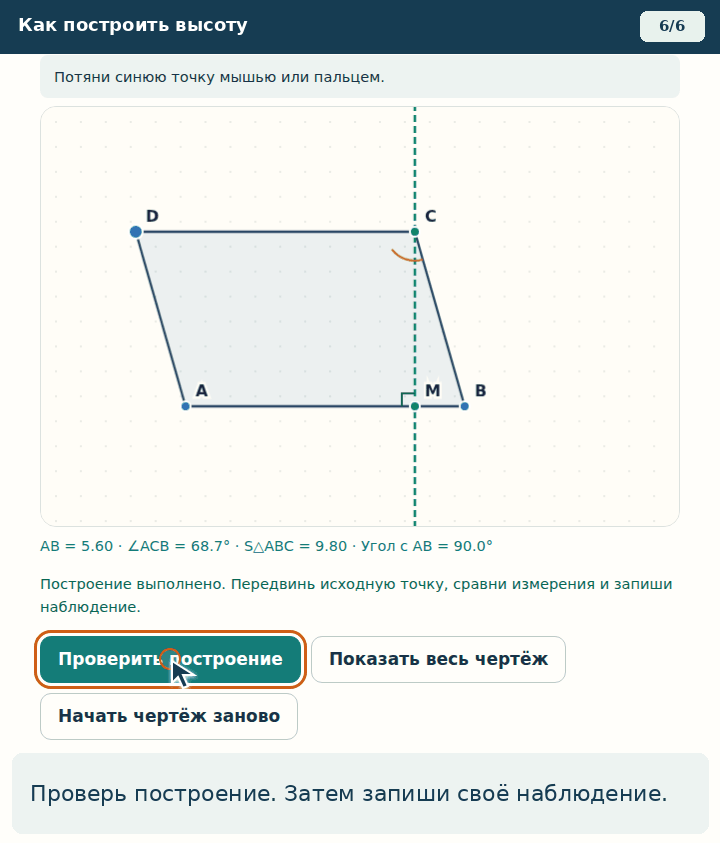 Как построить высоту
6/6
Потяни синюю точку мышью или пальцем.
D
C
A
M
B
AB = 5.60 · ∠ACB = 68.7° · S△ABC = 9.80 · Угол с AB = 90.0°
Построение выполнено. Передвинь исходную точку, сравни измерения и запиши
наблюдение.
Проверить построение
Показать весь чертёж
Начать чертёж заново
Проверь построение. Затем запиши своё наблюдение.